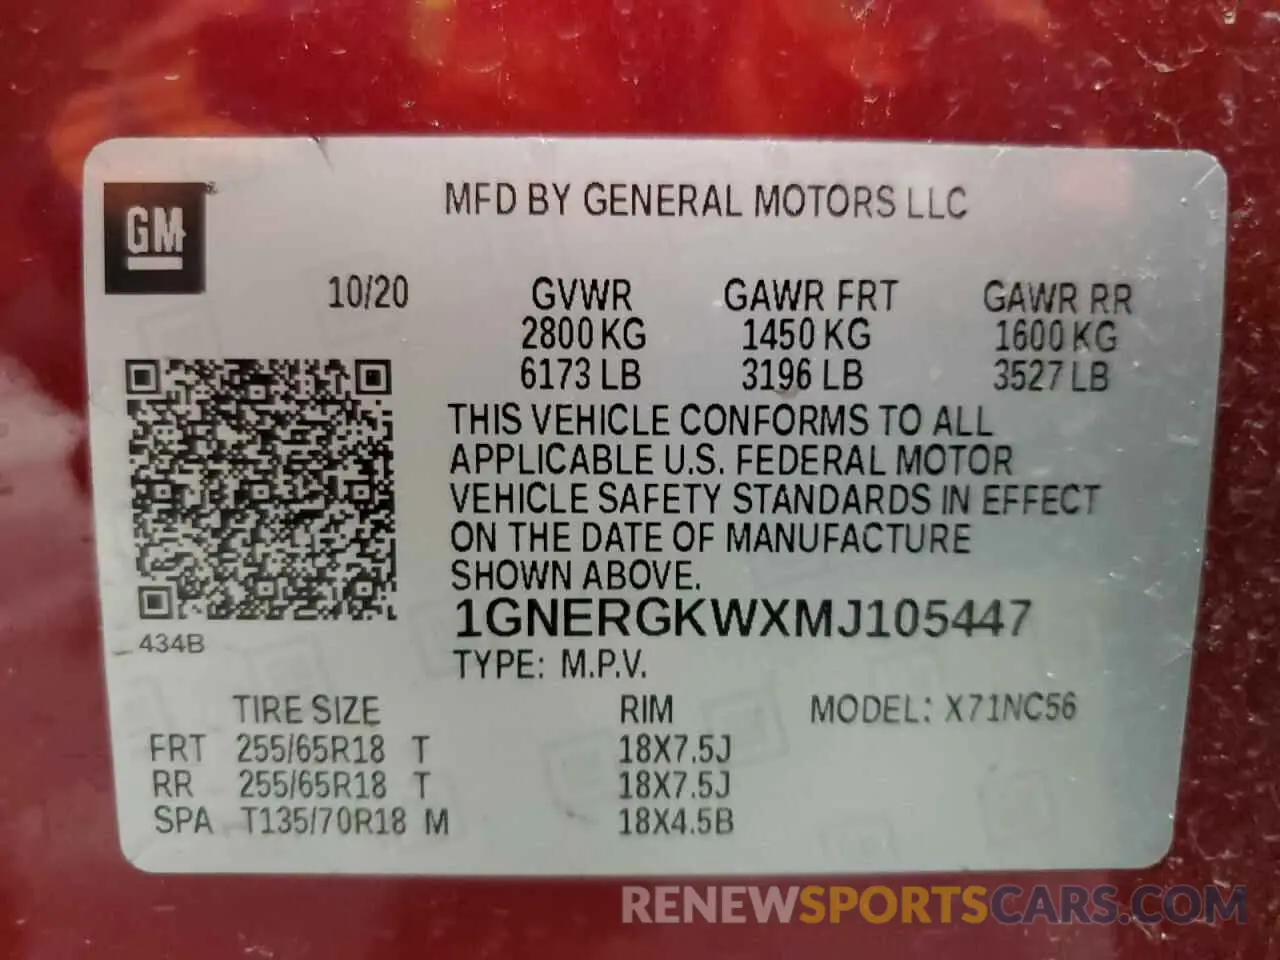 GM
MFD BY GENERAL MOTORS LLC
10/20 GVWR GAWR FRT GAWR RR
2800 KG 1450 KG 1600 KG
6173 LB 3196 LB 3527 LB
THIS VEHICLE CONFORMS TO ALL
APPLICABLE U.S. FEDERAL MOTOR
VEHICLE SAFETY STANDARDS IN EFFECT
ON THE DATE OF MANUFACTURE
SHOWN ABOVE.
1GNERGKWXMJ105447
434B
TYPE: M.P.V.
TIRE SIZE RIM MODEL: X71NC56
FRT 255/65R18 T 18X7.5J
RR 255/65R18 T 18X7.5J
SPA T135/70R18 M 18X4.5B
RENEWSPORTSCARS.COM